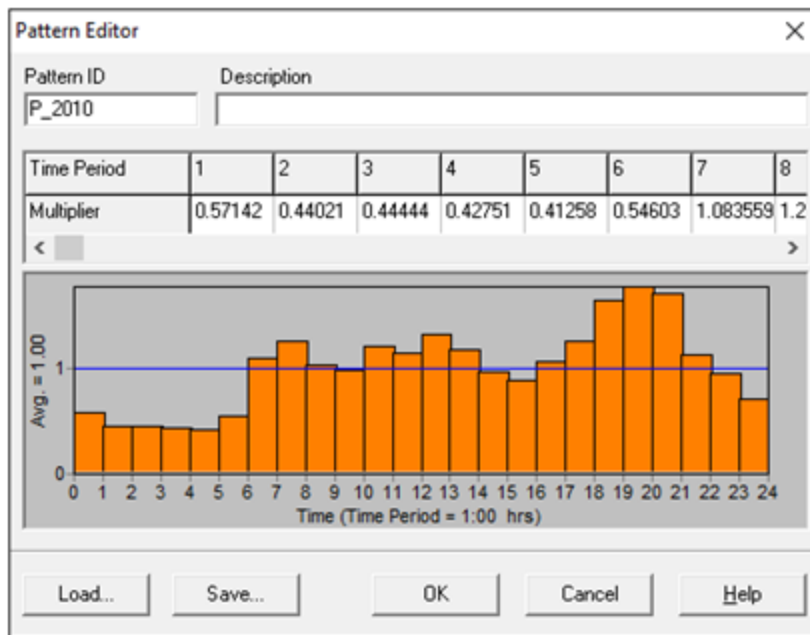 Pattern Editor
Pattern ID Description
P_2010
Time Period 1 2 3 4 5 6 7 8
Multiplier 0.57142 0.44021 0.44444 0.42751 0.41258 0.54603 1.083559 1.2
Avg. = 1.00
1
0
0 1 2 3 4 5 6 7 8 9 10 11 12 13 14 15 16 17 18 19 20 21 22 23 24
Time (Time Period = 1:00 hrs)
Load... Save... OK Cancel Help